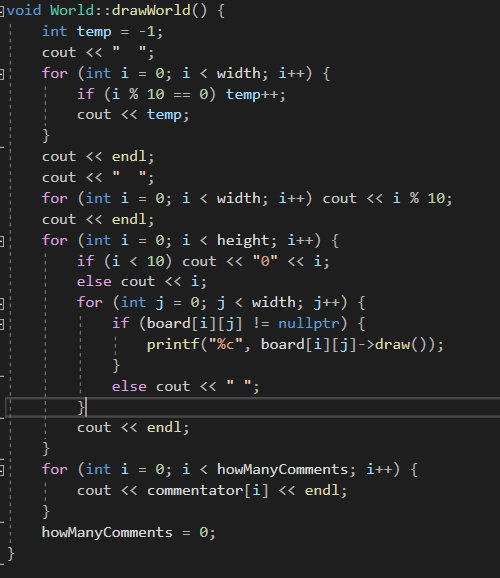 void World::drawWorld() {
    int temp = -1;
    cout << "  ";
    for (int i = 0; i < width; i++) {
        if (i % 10 == 0) temp++;
        cout << temp;
    }
    cout << endl;
    cout << "  ";
    for (int i = 0; i < width; i++) cout << i % 10;
    cout << endl;
    for (int i = 0; i < height; i++) {
        if (i < 10) cout << "0" << i;
        else cout << i;
        for (int j = 0; j < width; j++) {
            if (board[i][j] != nullptr) {
                printf("%c", board[i][j]->draw());
            }
            else cout << " ";
        }
        cout << endl;
    }
    for (int i = 0; i < howManyComments; i++) {
        cout << commentator[i] << endl;
    }
    howManyComments = 0;
}